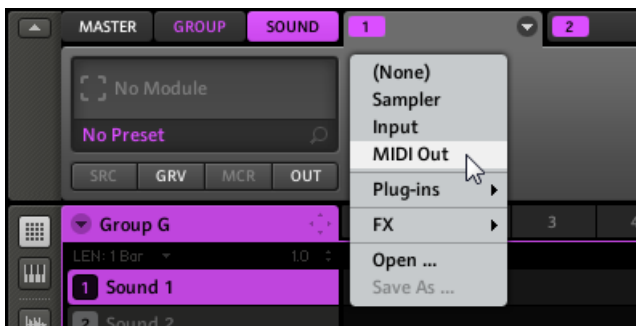 MASTER GROUP SOUND 1 2
No Module
No Preset
SRC GRV MCR OUT
(None)
Sampler
Input
MIDI Out
Plug-ins
FX
Open ...
Save As ...
Group G
3 4
LEN: 1 Bar 1.0
1 Sound 1
2 Sound 2